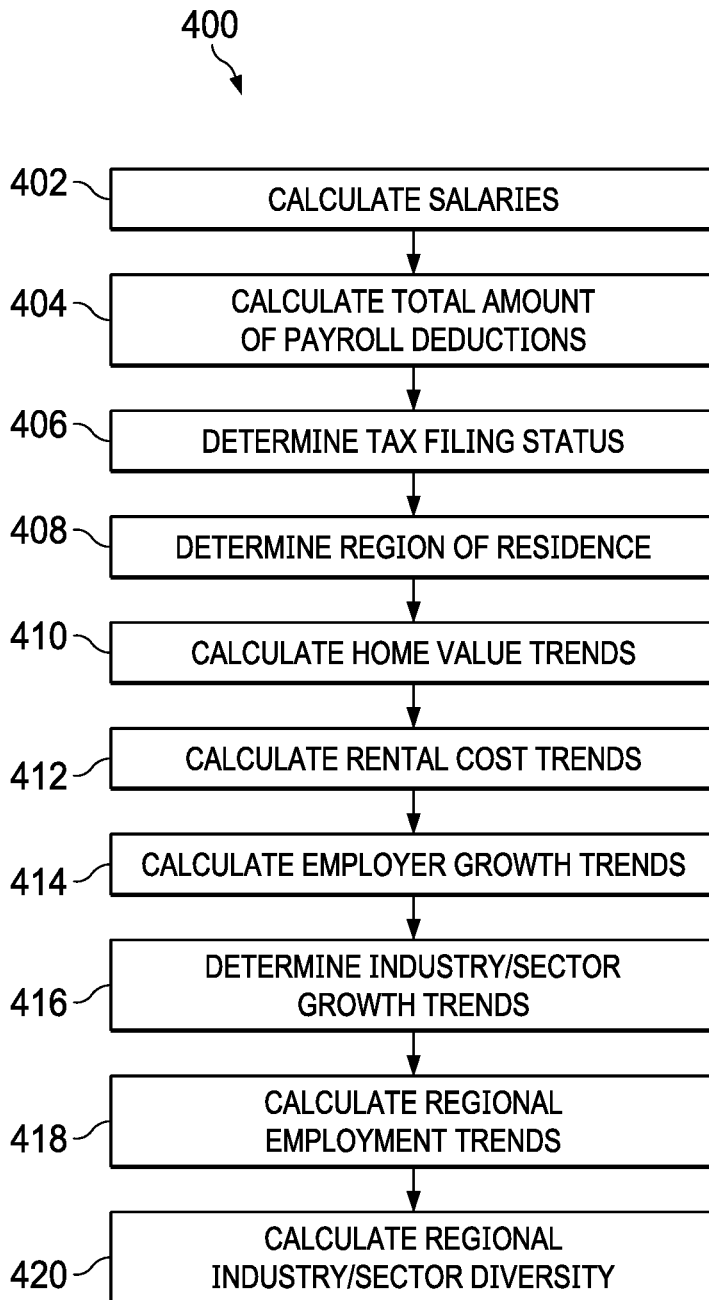 400
402
CALCULATE SALARIES
404
CALCULATE TOTAL AMOUNT
OF PAYROLL DEDUCTIONS
406
DETERMINE TAX FILING STATUS
408
DETERMINE REGION OF RESIDENCE
410
CALCULATE HOME VALUE TRENDS
412
CALCULATE RENTAL COST TRENDS
414
CALCULATE EMPLOYER GROWTH TRENDS
416
DETERMINE INDUSTRY/SECTOR
GROWTH TRENDS
418
CALCULATE REGIONAL
EMPLOYMENT TRENDS
420
CALCULATE REGIONAL
INDUSTRY/SECTOR DIVERSITY